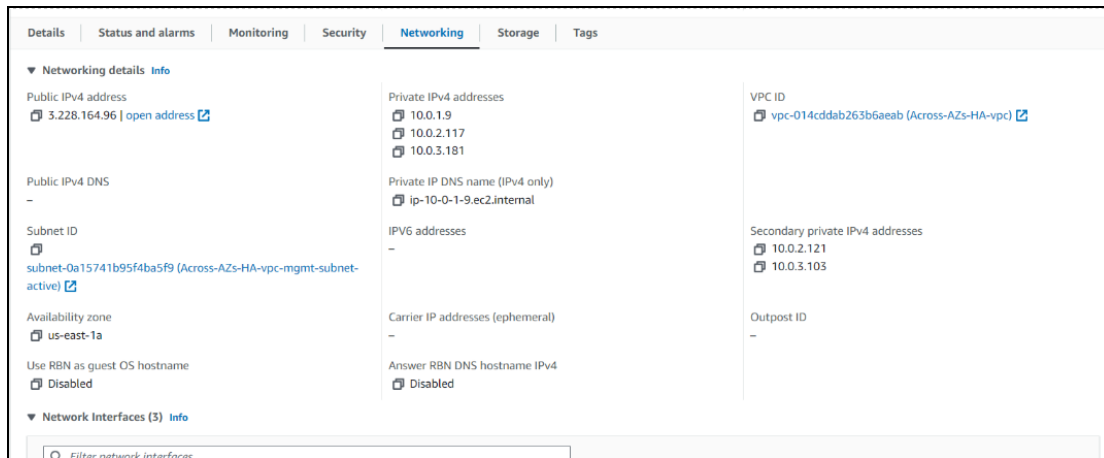 Details Status and alarms Monitoring Security Networking Storage Tags
Networking details Info
Public IPv4 address
3.228.164.96 | open address
Private IPv4 addresses
10.0.1.9
10.0.2.117
10.0.3.181
VPC ID
vpc-014cddab263b6aeab (Across-AZs-HA-vpc)
Public IPv4 DNS
–
Private IP DNS name (IPv4 only)
ip-10-0-1-9.ec2.internal
Subnet ID
subnet-0a15741b95f4ba5f9 (Across-AZs-HA-vpc-mgmt-subnet-
active)
IPV6 addresses
–
Secondary private IPv4 addresses
10.0.2.121
10.0.3.103
Availability zone
us-east-1a
Carrier IP addresses (ephemeral)
–
Outpost ID
–
Use RBN as guest OS hostname
Disabled
Answer RBN DNS hostname IPv4
Disabled
Network Interfaces (3) Info
Filter network interfaces